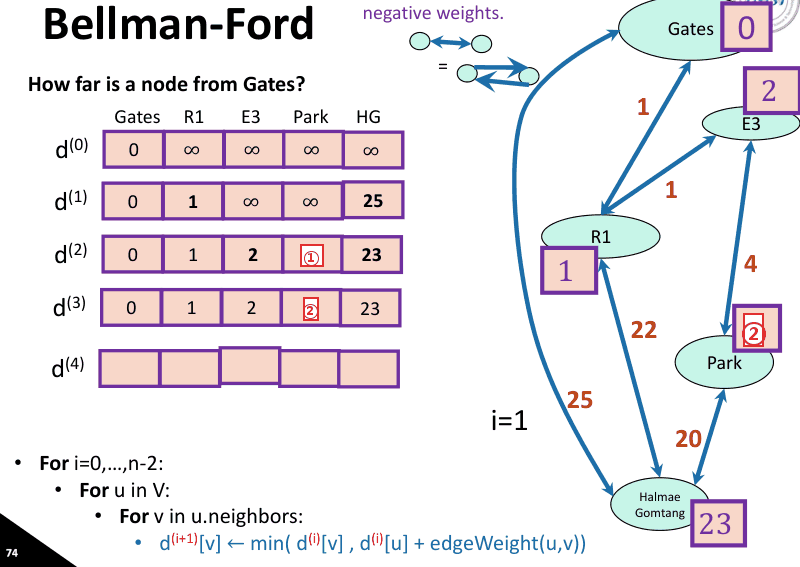 Bellman-Ford
negative weights.
=
How far is a node from Gates?
Gates R1 E3 Park HG
d(0) 0 ∞ ∞ ∞ ∞
d(1) 0 1 ∞ ∞ 25
d(2) 0 1 2 ① 23
d(3) 0 1 2 ② 23
d(4)
Gates 0
2
E3
1
1
R1
1
4
②
Park
22
25
20
i=1
Halmae
Gomtang
23
• For i=0,...,n-2:
• For u in V:
• For v in u.neighbors:
• d(i+1)[v] ← min( d(i)[v] , d(i)[u] + edgeWeight(u,v))
74